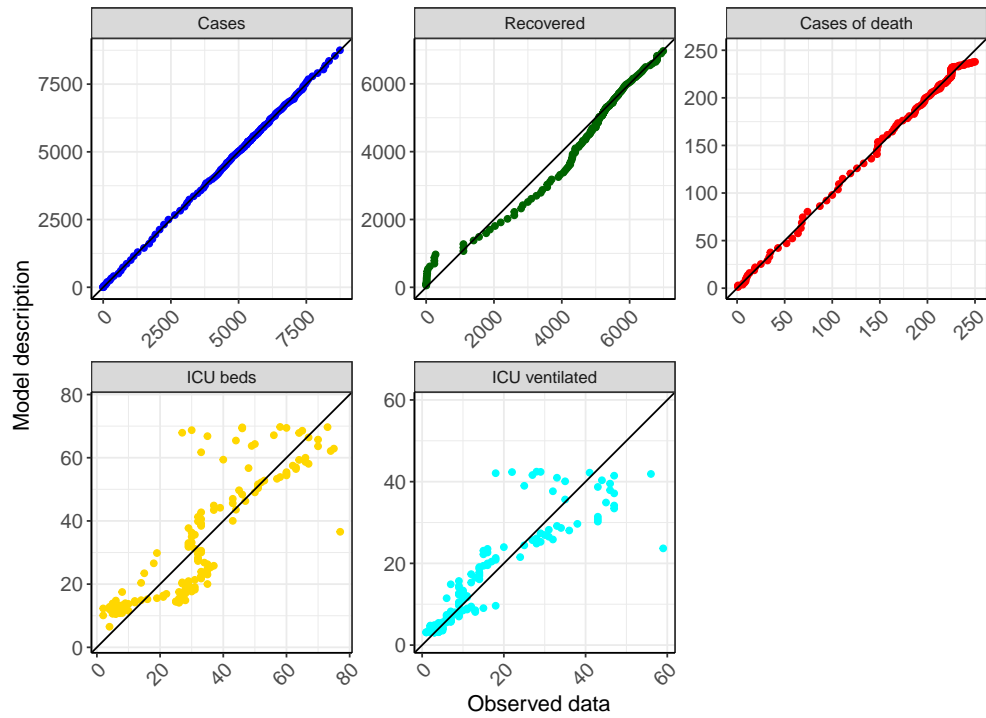 Cases
Recovered
Cases of death
Model description
7500
5000
2500
0
0 2500 5000 7500
6000
4000
2000
0
0 2000 4000 6000
250
200
150
100
50
0
0 50 100 150 200 250
ICU beds
ICU ventilated
80
60
40
20
0
0 20 40 60 80
60
40
20
0
0 20 40 60
Observed data